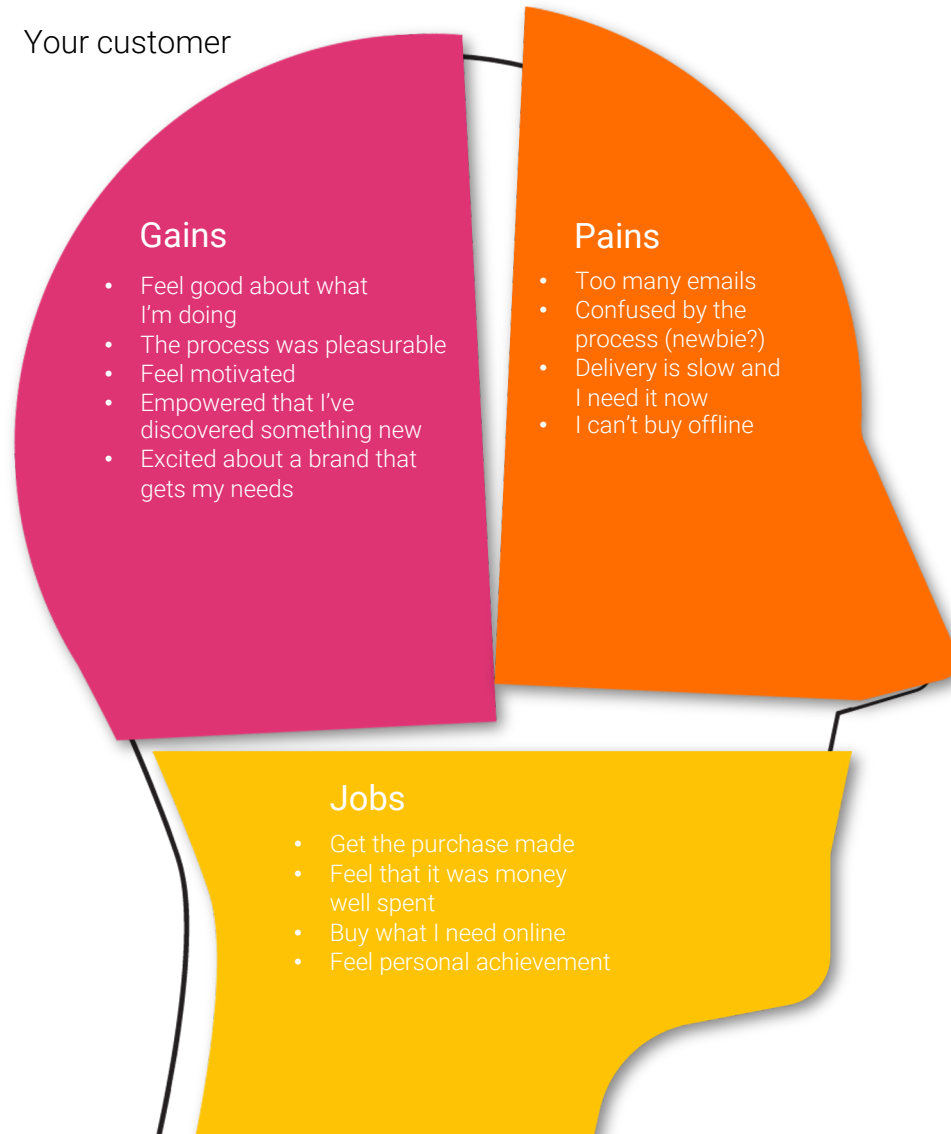 Your customer
Gains
• Feel good about what
I'm doing
• The process was pleasurable
• Feel motivated
• Empowered that I've
discovered something new
• Excited about a brand that
gets my needs
Pains
• Too many emails
• Confused by the
process (newbie?)
• Delivery is slow and
I need it now
• I can't buy offline
Jobs
• Get the purchase made
• Feel that it was money
well spent
• Buy what I need online
• Feel personal achievement